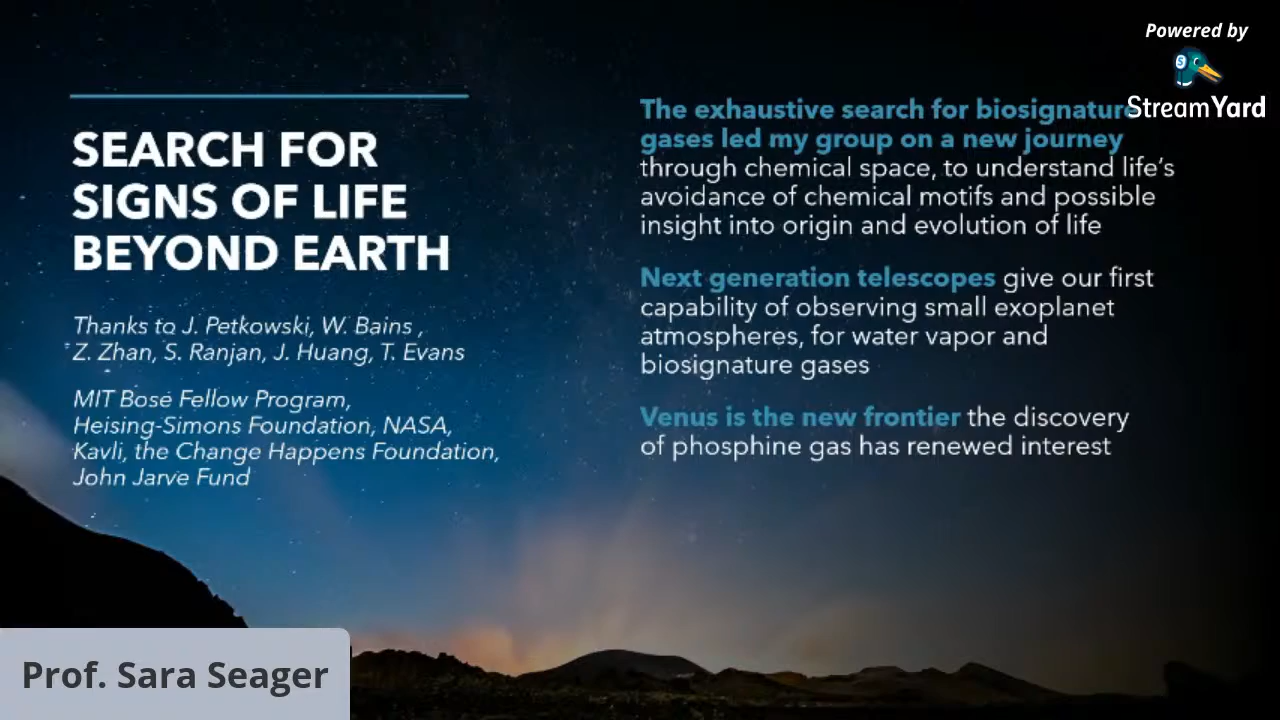 Powered by
StreamYard
SEARCH FOR
SIGNS OF LIFE
BEYOND EARTH
Thanks to J. Petkowski, W. Bains ,
Z. Zhan, S. Ranjan, J. Huang, T. Evans
MIT Bose Fellow Program,
Heising-Simons Foundation, NASA,
Kavli, the Change Happens Foundation,
John Jarve Fund
The exhaustive search for biosignature
gases led my group on a new journey
through chemical space, to understand life's
avoidance of chemical motifs and possible
insight into origin and evolution of life
Next generation telescopes give our first
capability of observing small exoplanet
atmospheres, for water vapor and
biosignature gases
Venus is the new frontier the discovery
of phosphine gas has renewed interest
Prof. Sara Seager